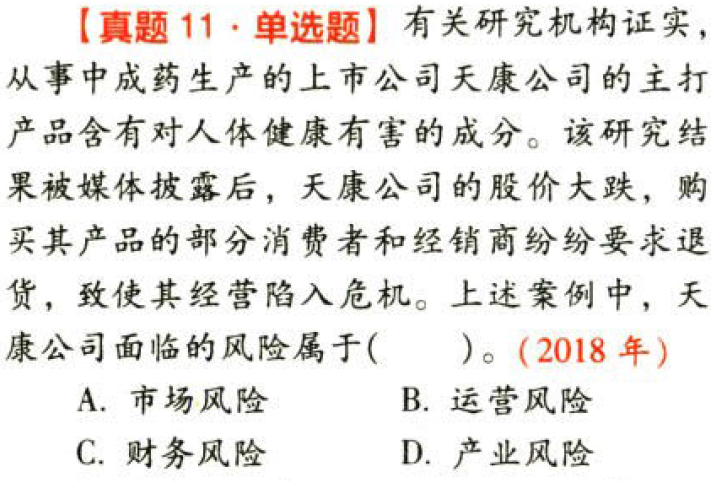 【真题 11·单选题】有关研究机构证实，
从事中成药生产的上市公司天康公司的主打
产品含有对人体健康有害的成分。该研究结
果被媒体披露后，天康公司的股价大跌，购
买其产品的部分消费者和经销商纷纷要求退
货，致使其经营陷入危机。上述案例中，天
康公司面临的风险属于(　　)。(2018 年)
A. 市场风险　　B. 运营风险
C. 财务风险　　D. 产业风险